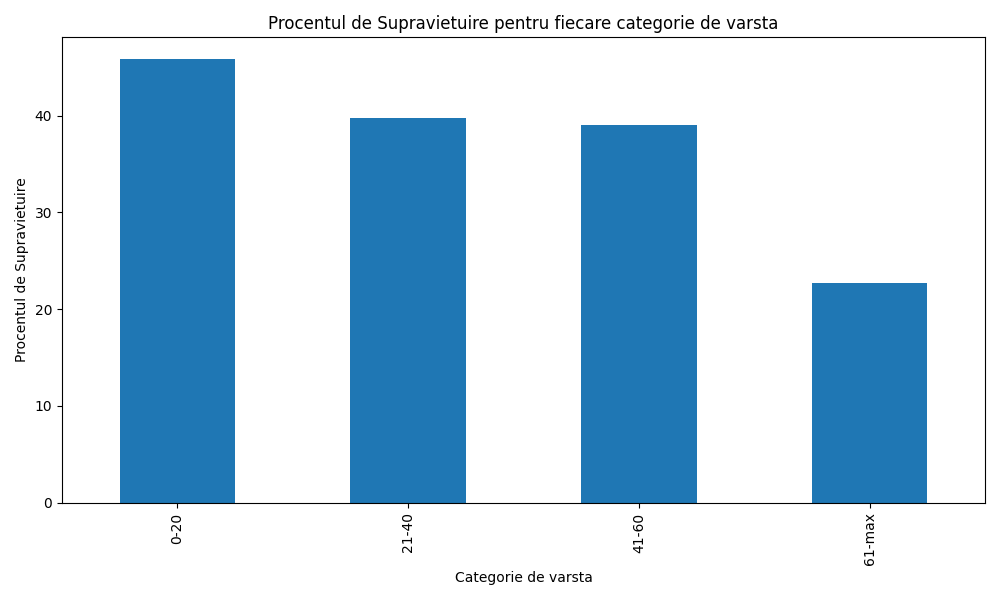 Procentul de Supravietuire pentru fiecare categorie de varsta
Procentul de Supravietuire
40
30
20
10
0
0-20
21-40
41-60
61-max
Categorie de varsta